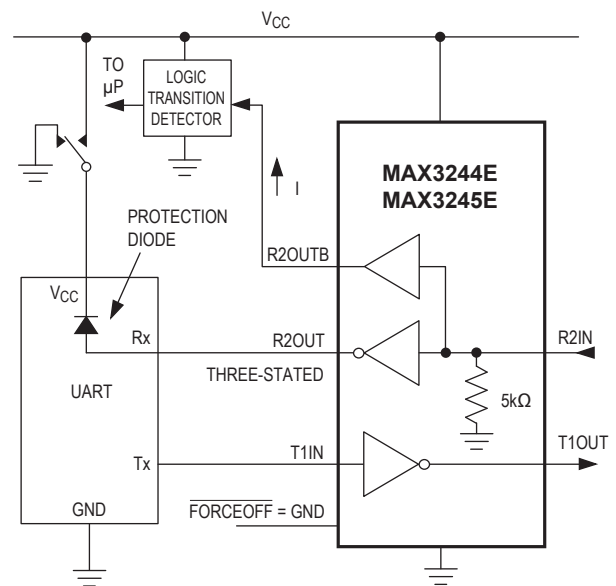 VCC
TO
µP
LOGIC
TRANSITION
DETECTOR
I
MAX3244E
MAX3245E
PROTECTION
DIODE
R2OUTB
VCC
Rx
R2OUT
R2IN
THREE-STATED
UART
5kΩ
T1IN
T1OUT
Tx
GND
FORCEOFF = GND